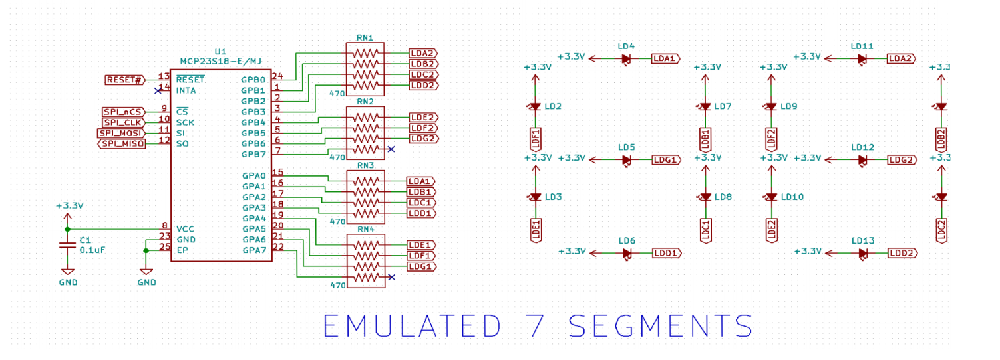 U1
MCP23S18-E/MJ
RESET#
13
RESET
14
INTA
SPI_nCS
9
CS
SPI_CLK
10
SCK
SPI_MOSI
11
SI
SPI_MISO
12
SO
8
VCC
23
GND
25
EP
GPB0
24
GPB1
1
GPB2
2
GPB3
3
GPB4
4
GPB5
5
GPB6
6
GPB7
7
GPA0
15
GPA1
16
GPA2
17
GPA3
18
GPA4
19
GPA5
20
GPA6
21
GPA7
22
+3.3V
C1
0.1uF
GND
GND
RN1
470
LDA2
LDB2
LDC2
LDD2
RN2
470
LDE2
LDF2
LDG2
RN3
470
LDA1
LDB1
LDC1
LDD1
RN4
470
LDE1
LDF1
LDG1
+3.3V
LD4
LDA1
+3.3V
LD2
LDF1
+3.3V
LD7
LDB1
+3.3V
LD5
LDG1
+3.3V
LD3
LDE1
+3.3V
LD8
LDC1
+3.3V
LD6
LDD1
+3.3V
LD11
LDA2
+3.3V
LD9
LDF2
+3.3
LDB2
+3.3V
LD12
LDG2
+3.3V
LD10
LDE2
+3.3
LDC2
+3.3V
LD13
LDD2
EMULATED 7 SEGMENTS